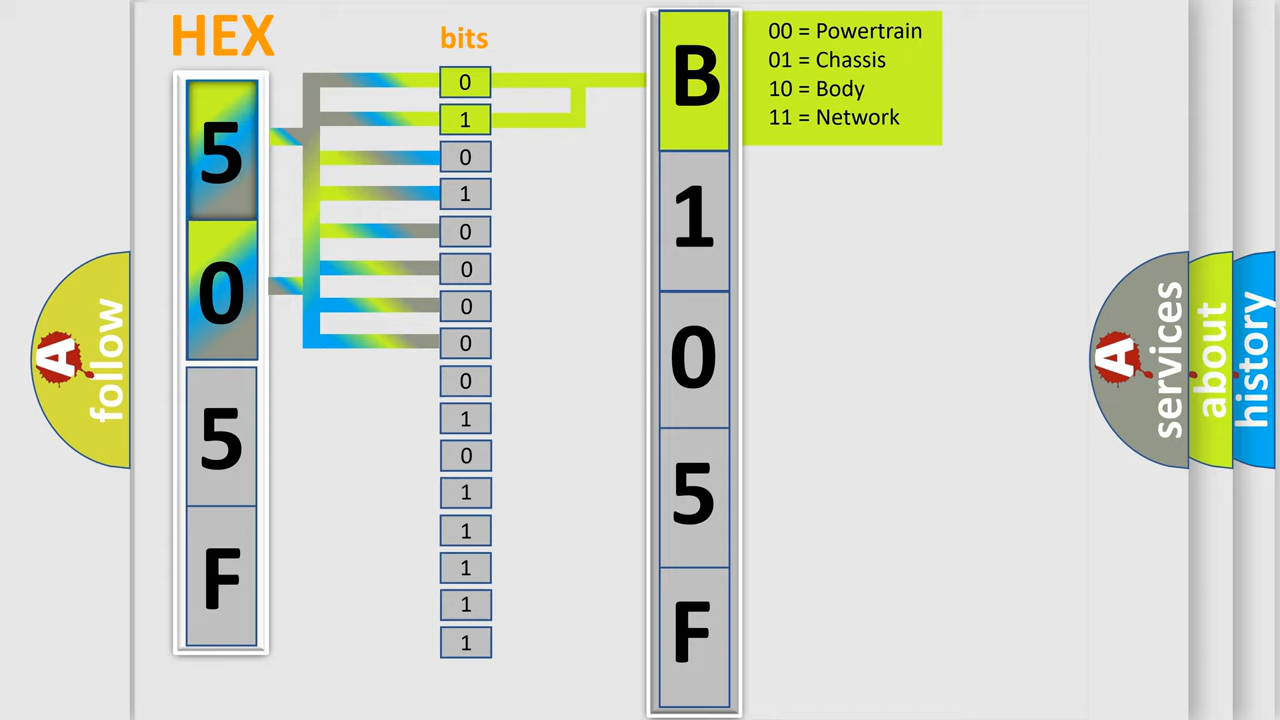 HEX
bits
5
0
5
F
0
1
0
1
0
0
0
0
0
1
0
1
1
1
1
1
B
1
0
5
F
00 = Powertrain
01 = Chassis
10 = Body
11 = Network
A
follow
A
services
about
history